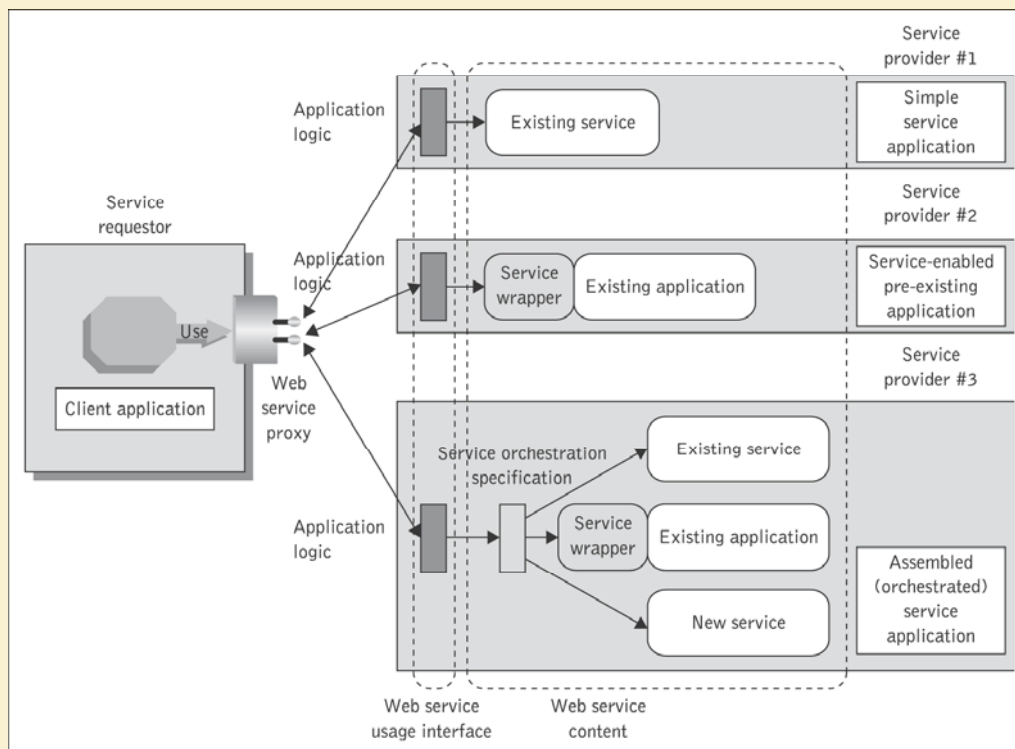 Service
provider #1
Application
logic
Existing service
Simple
service
application
Service
requestor
Service
provider #2
Application
logic
Service
wrapper
Existing application
Service-enabled
pre-existing
application
Use
Client application
Web
service
proxy
Service
provider #3
Service orchestration
specification
Existing service
Application
logic
Service
wrapper
Existing application
New service
Assembled
(orchestrated)
service
application
Web service
usage interface
Web service
content